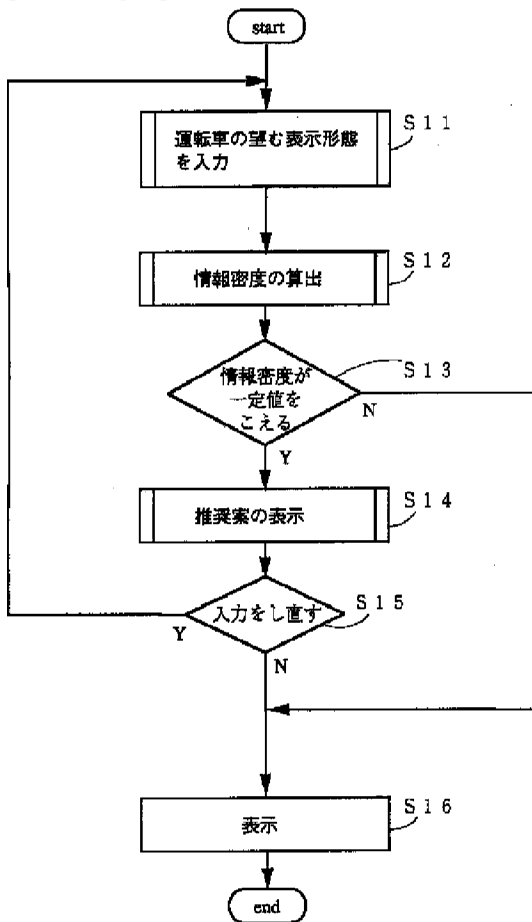 start
運転車の望む表示形態
を入力
S11
情報密度の算出
S12
情報密度が
一定値を
こえる
S13
N
Y
推奨案の表示
S14
入力をし直す
S15
Y
N
表示
S16
end